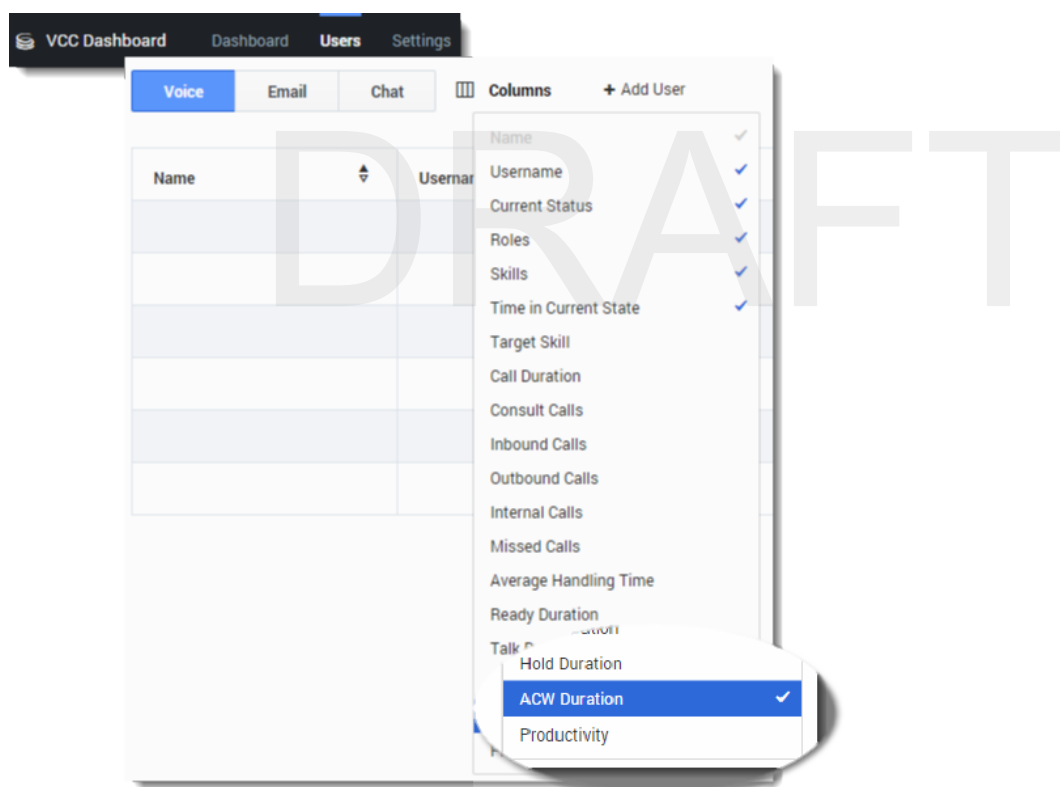 VCC Dashboard Dashboard Users Settings
Voice Email Chat Columns + Add User
DRAFT
Name
Name
Username
Current Status
Roles
Skills
Time in Current State
Target Skill
Call Duration
Consult Calls
Inbound Calls
Outbound Calls
Internal Calls
Missed Calls
Average Handling Time
Ready Duration
Talk
Hold Duration
ACW Duration
Productivity